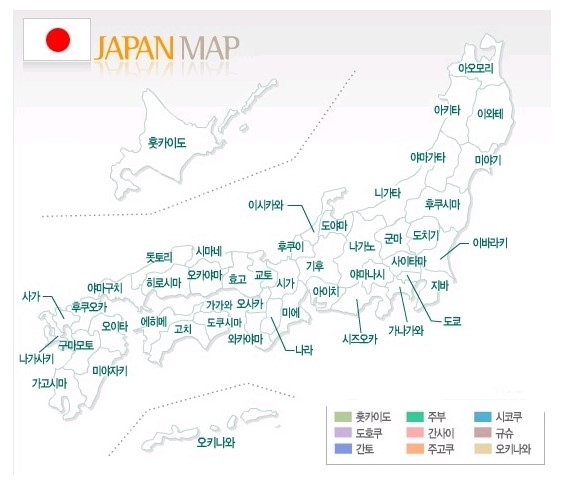 JAPAN MAP
아오모리
훗카이도
아키타
이와테
야마가타
미야기
니가타
이시카와
후쿠시마
도야마
후쿠이
나가노
군마
도치기
이바라키
돗토리
시마네
기후
사이타마
오카야마
효고
교토
시가
야마나시
야마구치
히로시마
지바
사가
후쿠오카
가가와
오사카
아이치
에히메
고치
도쿠시마
미에
도쿄
오이타
와카야마
시즈오카
가나가와
나가사키
구마모토
나라
미야자키
가고시마
오키나와
훗카이도 주부 시코쿠
도호쿠 간사이 규슈
간토 주고쿠 오키나와